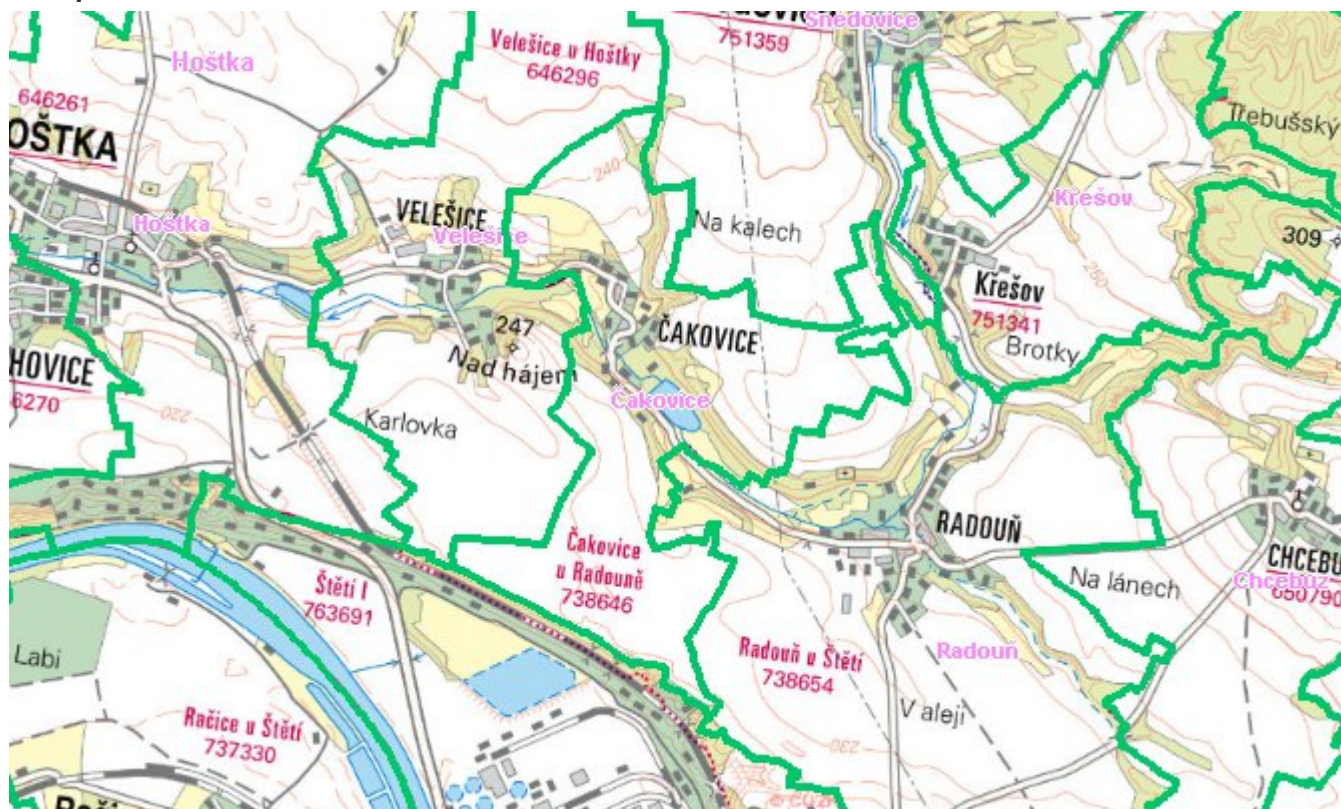 Snědovice
751359
Velešice u Hoštky
646296
Hoštka
646261
OŠTKA
Třebušský
Křešov
Na kalech
VELEŠICE
Velešice
Hoštka
309
240
250
Křešov
751341
Brotky
247
Nad hájem
ČAKOVICE
HOVICE
6270
220
Karlovka
Čakovice
RADOUŇ
Čakovice
u Radouně
738646
Štětí I
763691
Na lánech
CHCEBU
Chcebuz
650790
Labi
Radouň
Radouň u Štětí
738654
V aleji
Račice u Štětí
737330
230